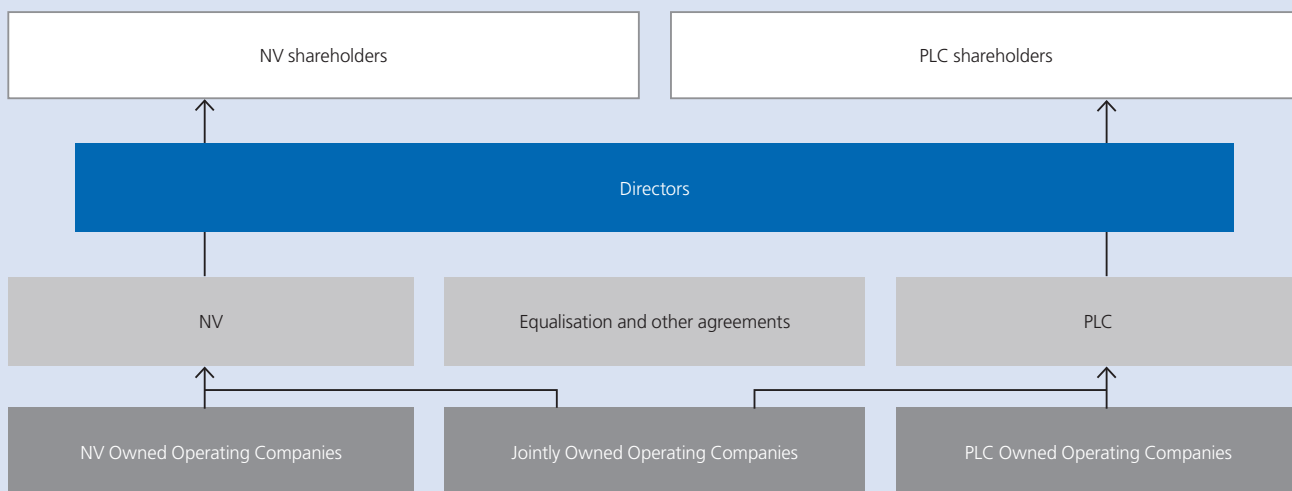 NV shareholders
PLC shareholders
Directors
NV
Equalisation and other agreements
PLC
NV Owned Operating Companies
Jointly Owned Operating Companies
PLC Owned Operating Companies